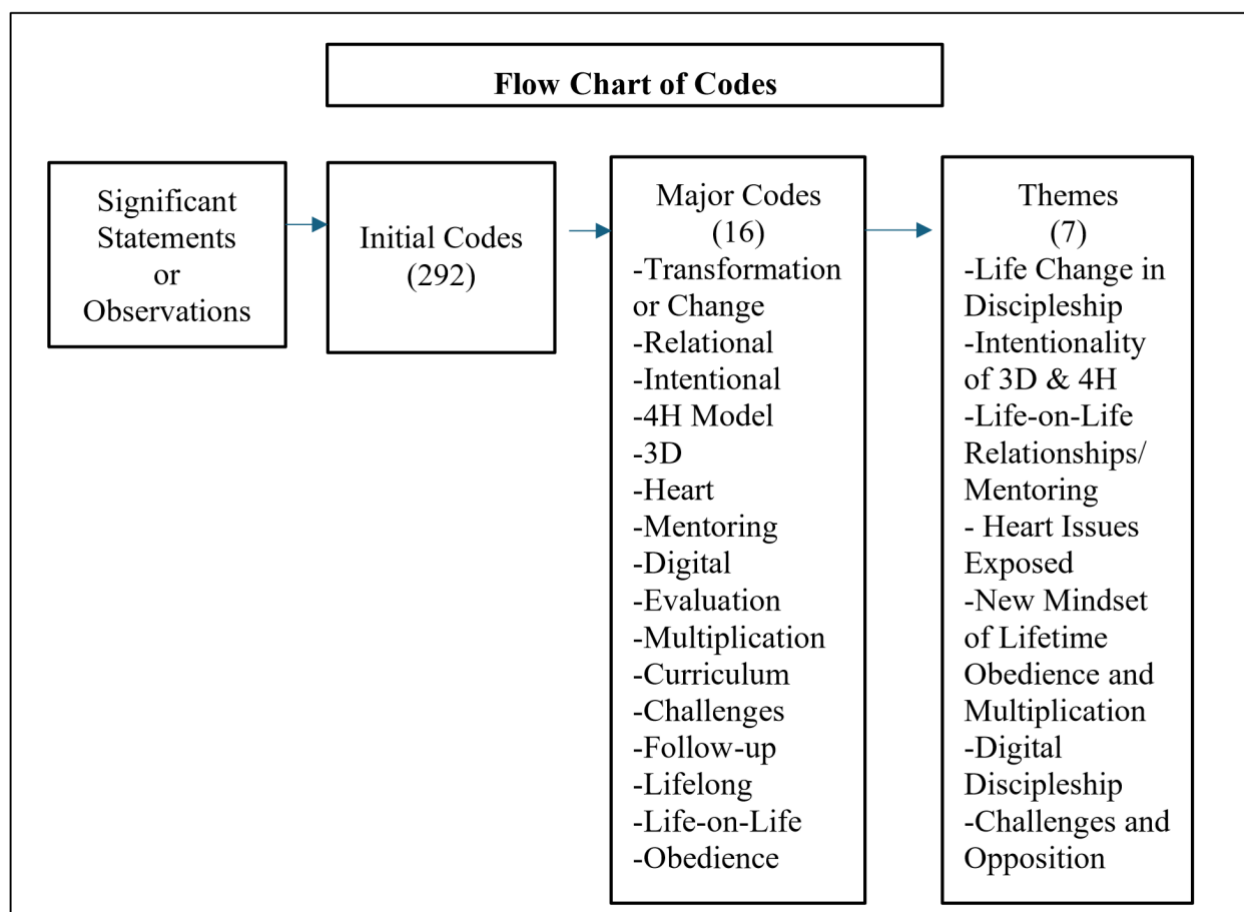 Flow Chart of Codes
Significant
Statements
or
Observations
Initial Codes
(292)
Major Codes
(16)
-Transformation
or Change
-Relational
-Intentional
-4H Model
-3D
-Heart
-Mentoring
-Digital
-Evaluation
-Multiplication
-Curriculum
-Challenges
-Follow-up
-Lifelong
-Life-on-Life
-Obedience
Themes
(7)
-Life Change in
Discipleship
-Intentionality
of 3D & 4H
-Life-on-Life
Relationships/
Mentoring
- Heart Issues
Exposed
-New Mindset
of Lifetime
Obedience and
Multiplication
-Digital
Discipleship
-Challenges and
Opposition